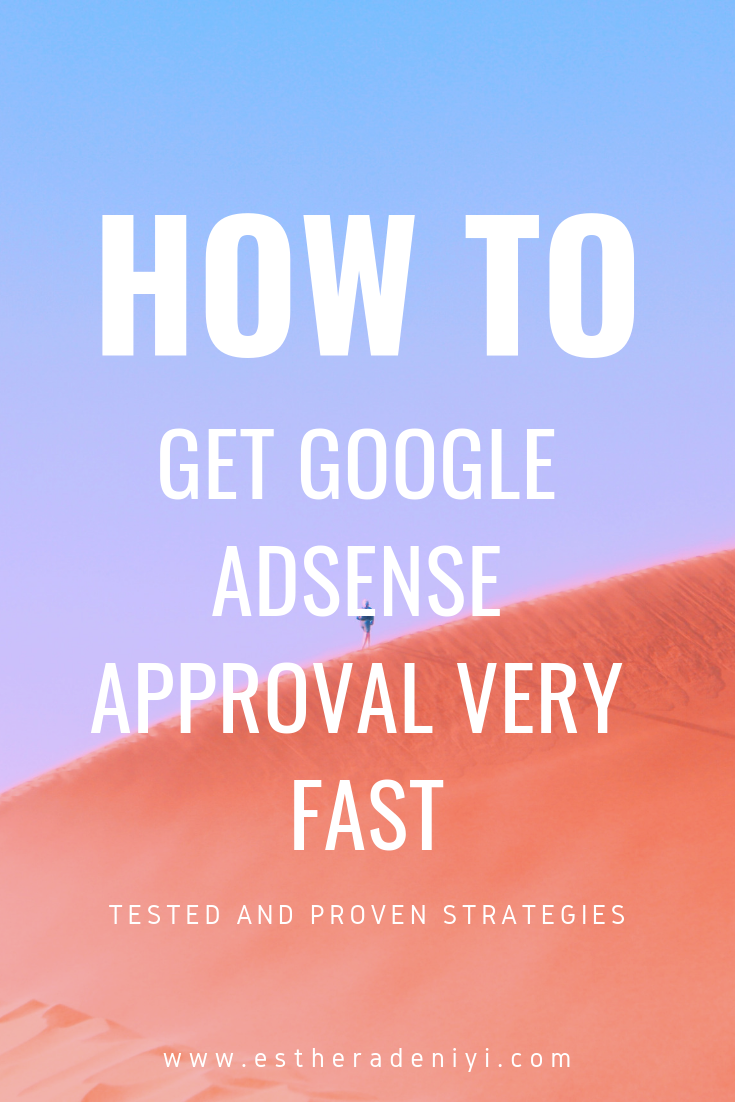 HOW TO
GET GOOGLE
ADSENSE
APPROVAL VERY
FAST
TESTED AND PROVEN STRATEGIES
www.estheradeniyi.com